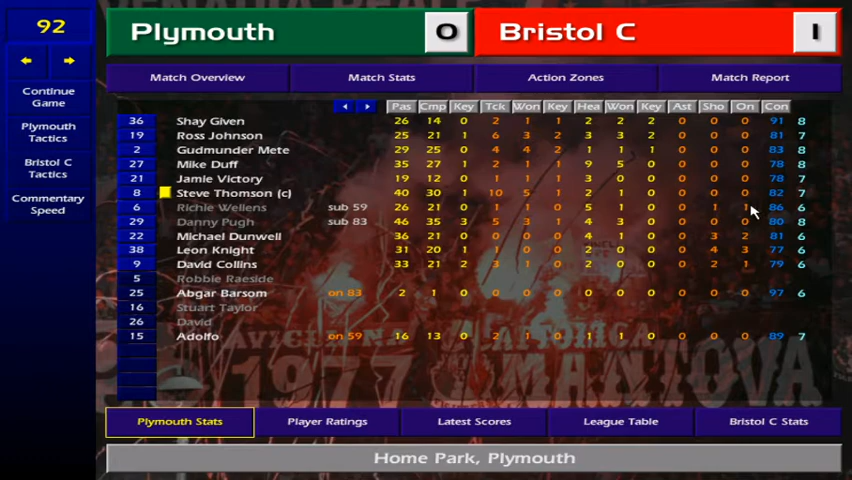 92
Plymouth 0 Bristol C 1
Match Overview Match Stats Action Zones Match Report
Continue Game
Plymouth Tactics
Bristol C Tactics
Commentary Speed
Pas Cmp Key Tck Won Key Hea Won Key Ast Sho On Con
36 Shay Given 26 14 0 2 1 1 2 2 2 0 0 0 91 8
19 Ross Johnson 25 21 1 6 3 2 3 3 2 0 0 0 81 7
2 Gudmunder Mete 29 25 0 4 4 2 1 1 1 0 0 0 83 8
27 Mike Duff 35 27 1 2 1 1 9 5 0 0 0 0 78 8
21 Jamie Victory 19 12 0 1 1 0 3 0 0 0 0 0 78 7
8 Steve Thomson (c) 40 30 1 10 5 1 2 1 0 0 0 0 82 7
6 Richie Wellens sub 59 26 21 0 1 0 0 5 1 0 0 1 1 86 6
29 Danny Pugh sub 83 46 35 3 5 3 1 4 3 0 0 0 0 80 8
22 Michael Dunwell 36 21 0 0 0 0 4 1 0 0 3 2 81 6
38 Leon Knight 31 20 1 1 0 0 2 0 0 0 4 3 77 6
9 David Collins 33 21 2 3 1 0 2 0 0 0 2 1 79 6
5 Robbie Raeside
25 Abgar Barsom on 83 2 1 0 0 0 0 0 0 0 0 0 0 97 6
16 Stuart Taylor
26 David
15 Adolfo on 59 16 13 0 2 1 0 1 1 0 0 0 0 89 7
AVIGLIANA
1977 MANTOVA
Plymouth Stats Player Ratings Latest Scores League Table Bristol C Stats
Home Park, Plymouth